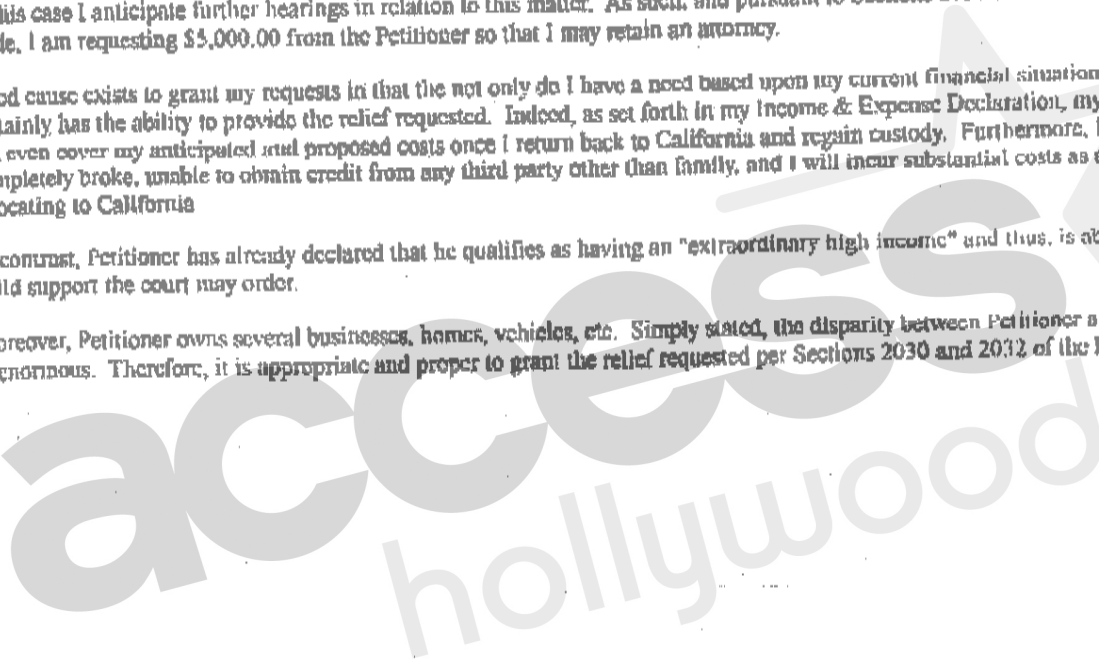 this case I anticipate further hearings in relation to this matter. As such, and pursuant to
de, I am requesting $5,000.00 from the Petitioner so that I may retain an attorney.
od cause exists to grant my requests in that the not only do I have a need based upon my current financial situation
tainly has the ability to provide the relief requested. Indeed, as set forth in my Income & Expense Declaration, my
even cover my anticipated and proposed costs once I return back to California and regain custody. Furthermore, I
mpletely broke, unable to obtain credit from any third party other than family, and I will incur substantial costs as
ocating to California
contrast, Petitioner has already declared that he qualifies as having an "extraordinary high income" and thus, is ab
ild support the court may order.
oreover, Petitioner owns several businesses, homes, vehicles, etc. Simply stated, the disparity between Petitioner a
enormous. Therefore, it is appropriate and proper to grant the relief requested per Sections 2030 and 2032 of the
access
hollywood